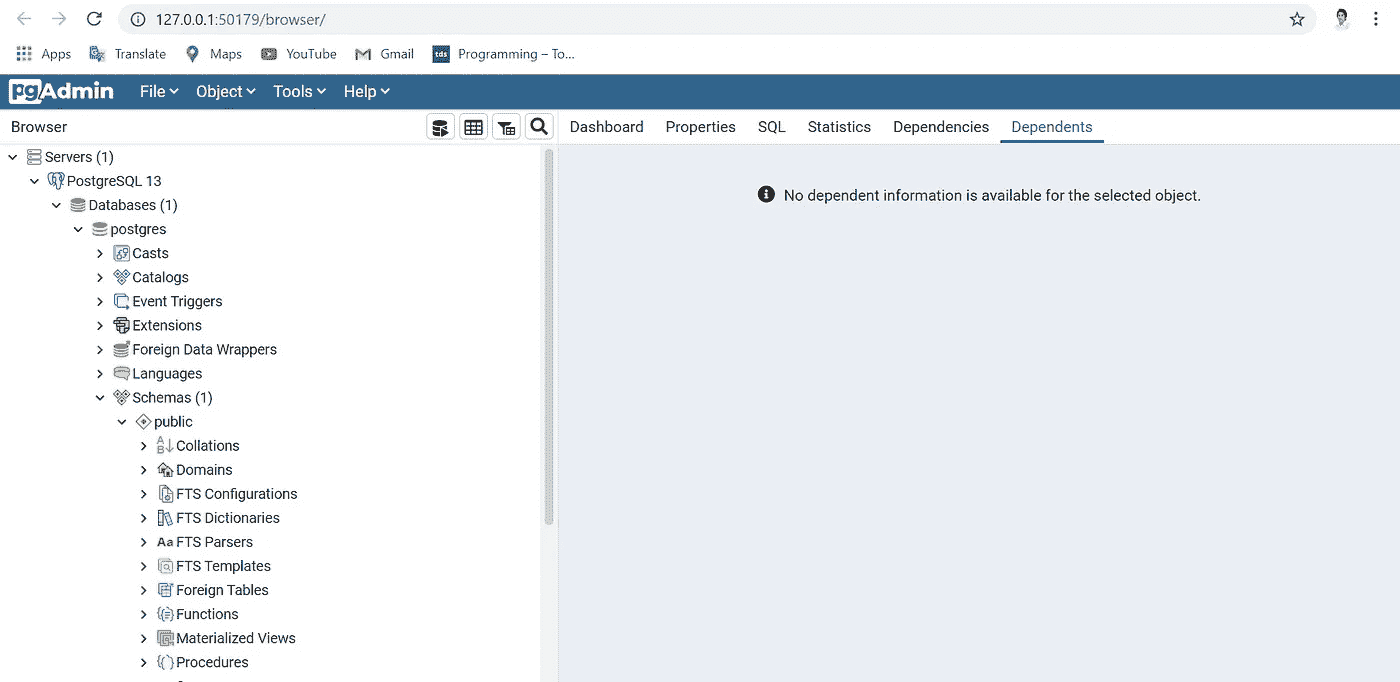 127.0.0.1:50179/browser/
Apps Translate Maps YouTube Gmail tds Programming – To...
pgAdmin File Object Tools Help
Browser
Dashboard Properties SQL Statistics Dependencies Dependents
Servers (1)
PostgreSQL 13
Databases (1)
postgres
Casts
Catalogs
Event Triggers
Extensions
Foreign Data Wrappers
Languages
Schemas (1)
public
Collations
Domains
FTS Configurations
FTS Dictionaries
Aa FTS Parsers
FTS Templates
Foreign Tables
Functions
Materialized Views
Procedures
No dependent information is available for the selected object.